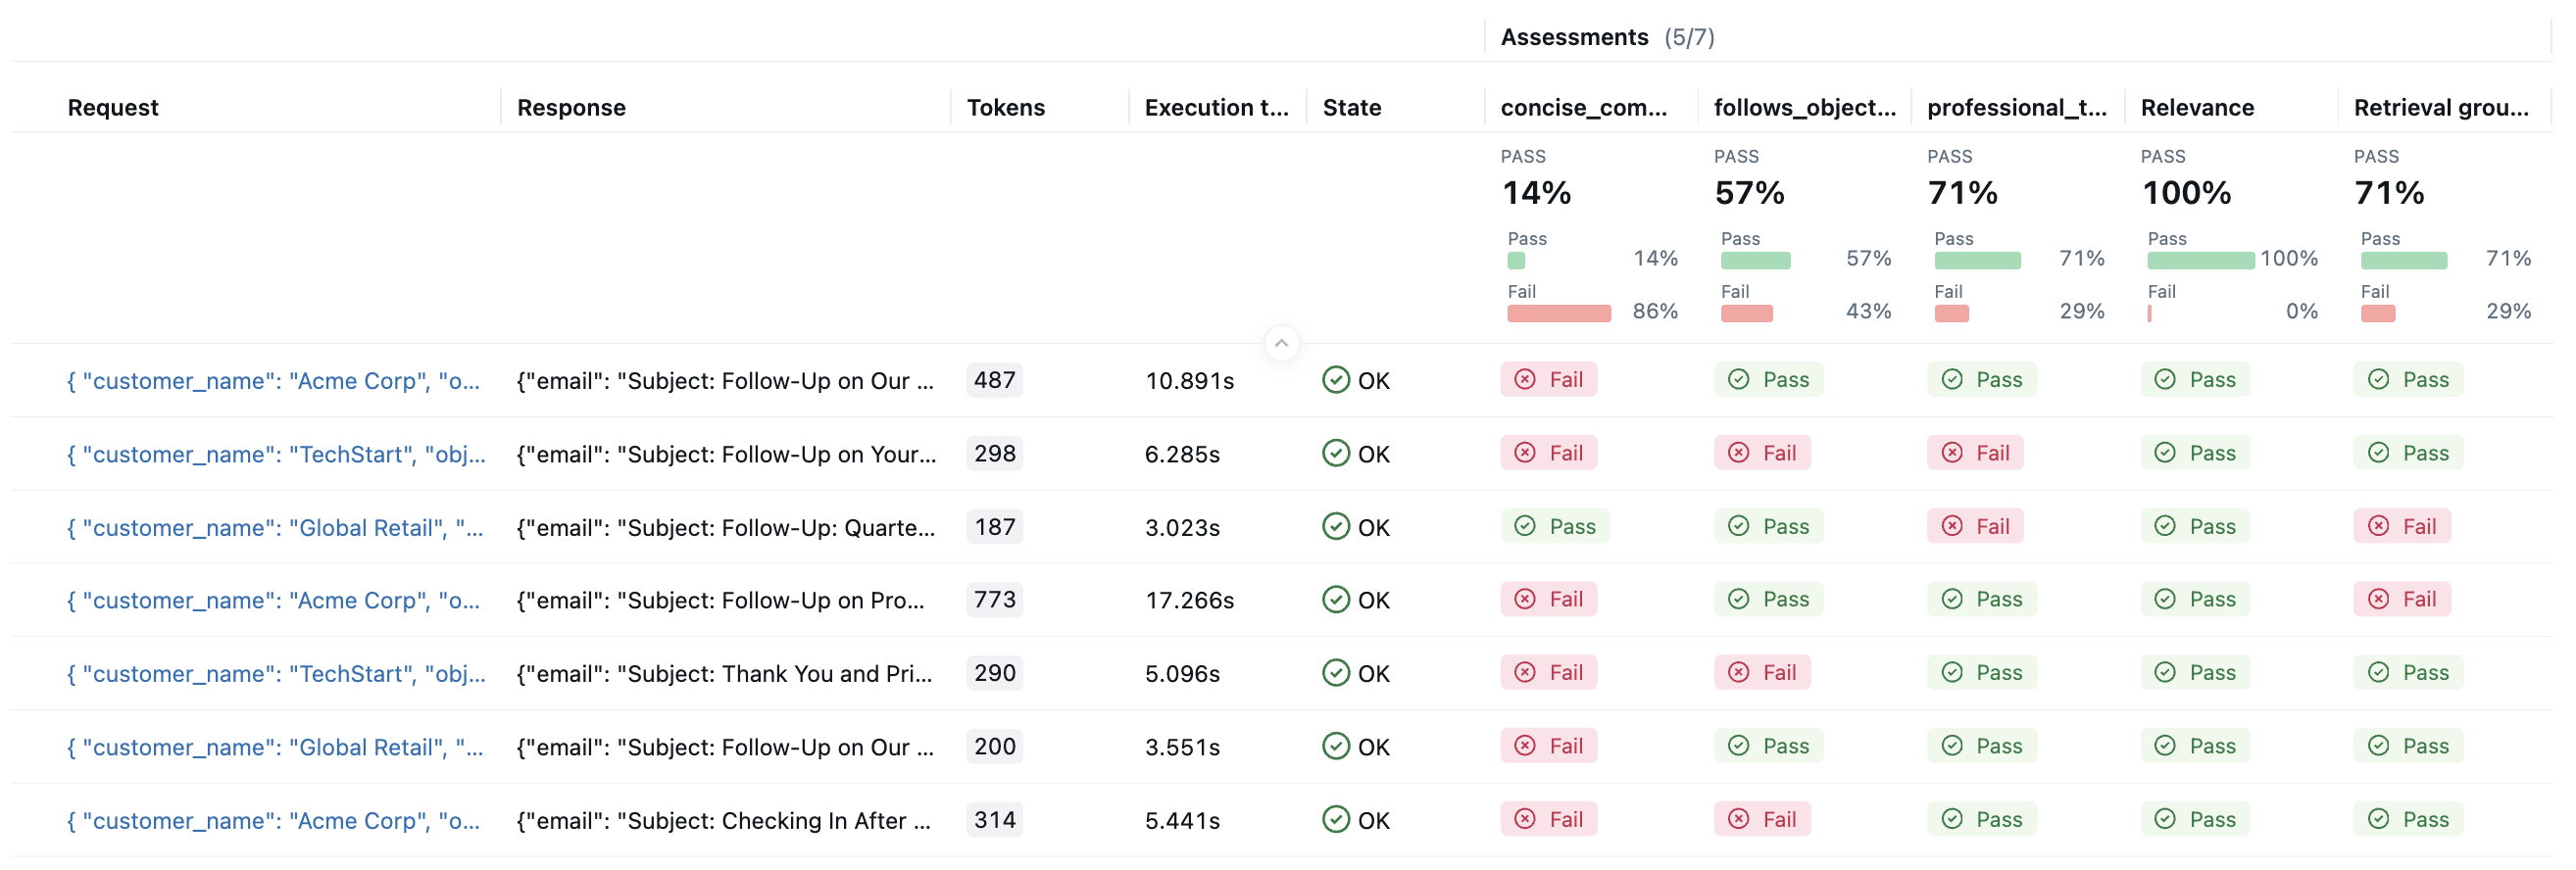 Assessments (5/7)
Request Response Tokens Execution t... State concise_com... follows_object... professional_t... Relevance Retrieval grou...
PASS PASS PASS PASS PASS
14% 57% 71% 100% 71%
Pass Pass Pass Pass Pass
14% 57% 71% 100% 71%
Fail Fail Fail Fail Fail
86% 43% 29% 0% 29%
{ "customer_name": "Acme Corp", "o... {"email": "Subject: Follow-Up on Our ... 487 10.891s OK Fail Pass Pass Pass Pass
{ "customer_name": "TechStart", "obj... {"email": "Subject: Follow-Up on Your... 298 6.285s OK Fail Fail Fail Pass Pass
{ "customer_name": "Global Retail", "... {"email": "Subject: Follow-Up: Quarte... 187 3.023s OK Pass Pass Fail Pass Fail
{ "customer_name": "Acme Corp", "o... {"email": "Subject: Follow-Up on Pro... 773 17.266s OK Fail Pass Pass Pass Fail
{ "customer_name": "TechStart", "obj... {"email": "Subject: Thank You and Pri... 290 5.096s OK Fail Fail Pass Pass Pass
{ "customer_name": "Global Retail", "... {"email": "Subject: Follow-Up on Our ... 200 3.551s OK Fail Pass Pass Pass Pass
{ "customer_name": "Acme Corp", "o... {"email": "Subject: Checking In After ... 314 5.441s OK Fail Fail Pass Pass Pass